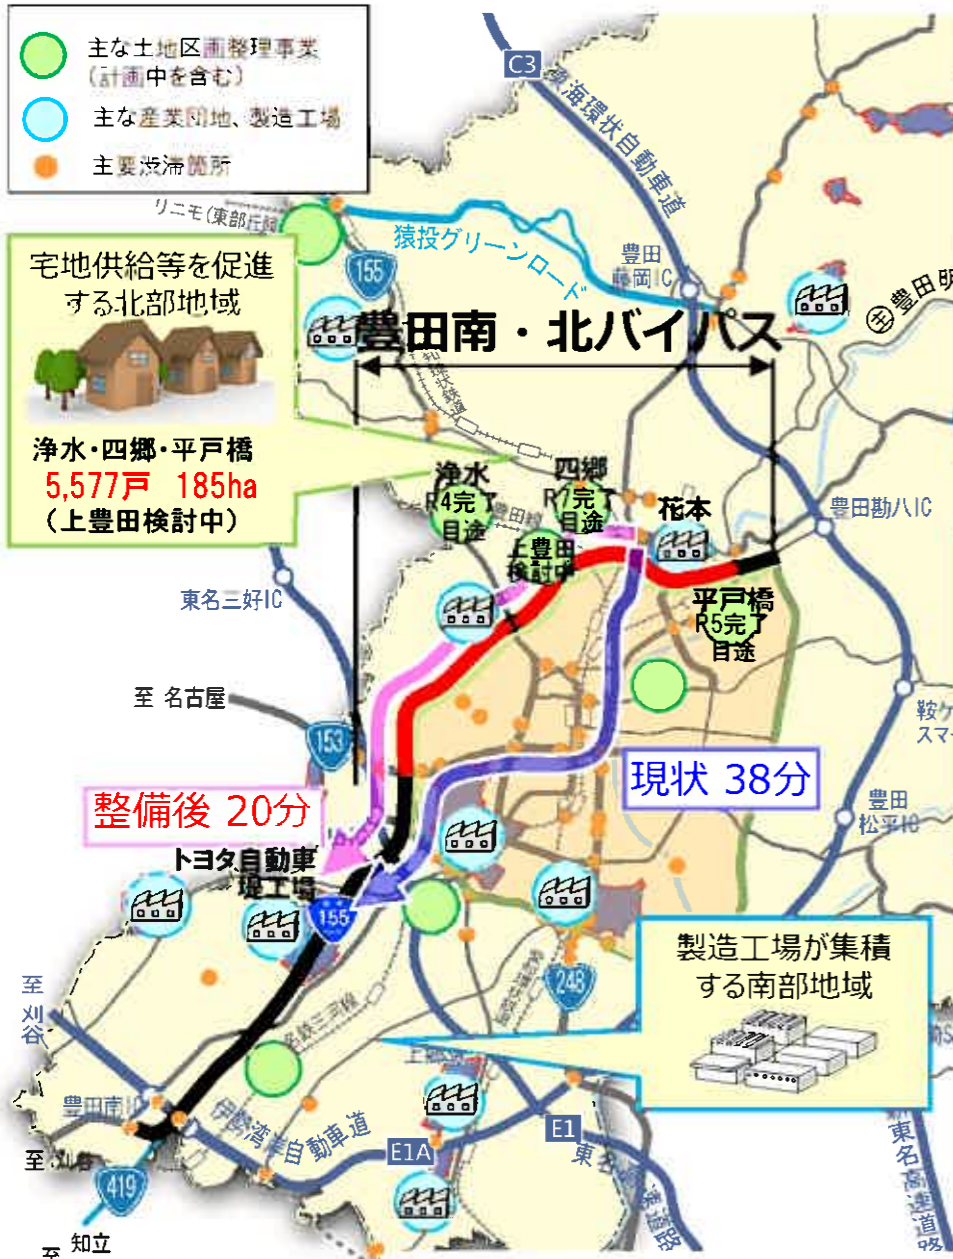 主な土地区画整理事業
(計画中を含む)
主な産業団地、製造工場
主要渋滞箇所
C3
東海環状自動車道
リニモ(東部丘陵
猿投グリーンロード
155
豊田
藤岡IC
宅地供給等を促進
する北部地域
豊田南・北バイパス
浄水・四郷・平戸橋
5,577戸 185ha
(上豊田検討中)
浄水
R4完了
目途
四郷
R7完了
目途
花本
豊田勘八IC
上豊田
検討中
平戸橋
R5完了
目途
東名三好IC
至 名古屋
153
整備後 20分
現状 38分
豊田
松平IC
トヨタ自動車
堤工場
155
248
製造工場が集積
する南部地域
至
刈谷
名鉄三河線
豊田南IC
伊勢湾岸自動車道
E1A
E1
至 刈谷
419
至 知立